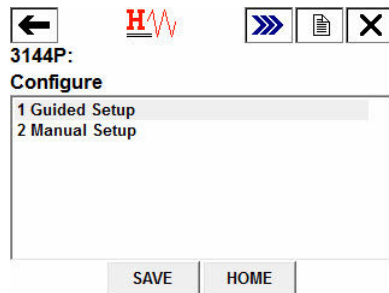 H
3144P:
Configure
1 Guided Setup
2 Manual Setup
SAVE HOME